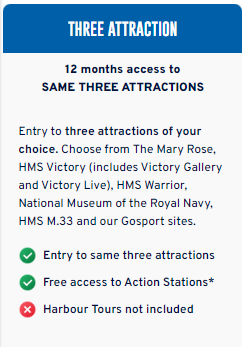 THREE ATTRACTION
12 months access to
SAME THREE ATTRACTIONS
Entry to three attractions of your
choice. Choose from The Mary Rose,
HMS Victory (includes Victory Gallery
and Victory Live), HMS Warrior,
National Museum of the Royal Navy,
HMS M.33 and our Gosport sites.
Entry to same three attractions
Free access to Action Stations*
Harbour Tours not included